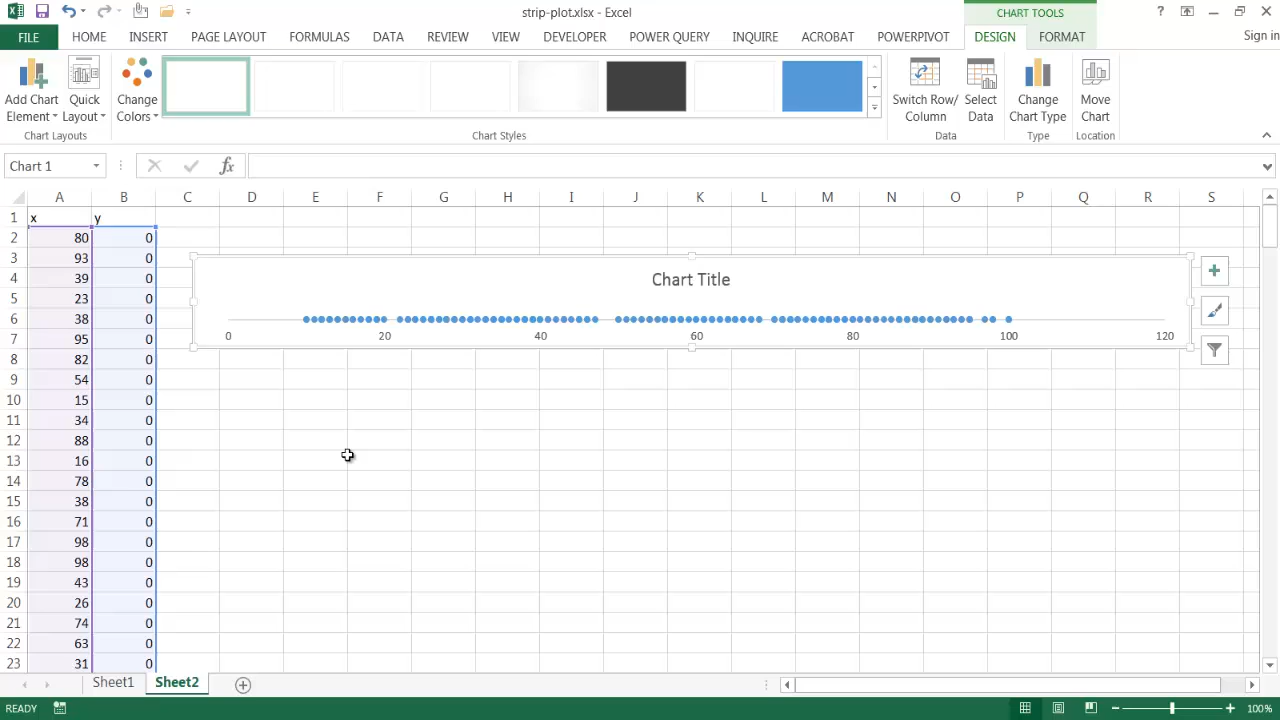 strip-plot.xlsx - Excel
CHART TOOLS
?
FILE HOME INSERT PAGE LAYOUT FORMULAS DATA REVIEW VIEW DEVELOPER POWER QUERY INQUIRE ACROBAT POWERPIVOT DESIGN FORMAT Sign in
Add Chart Element
Quick Layout
Change Colors
Switch Row/ Column
Select Data
Change Chart Type
Move Chart
Chart Layouts Chart Styles Data Type Location
Chart 1 fx
A B C D E F G H I J K L M N O P Q R S
1 x y
2 80 0
3 93 0
4 39 0
5 23 0
6 38 0
7 95 0
8 82 0
9 54 0
10 15 0
11 34 0
12 88 0
13 16 0
14 78 0
15 38 0
16 71 0
17 98 0
18 98 0
19 43 0
20 26 0
21 74 0
22 63 0
23 31 0
Chart Title
0 20 40 60 80 100 120
Sheet1 Sheet2
READY 100%